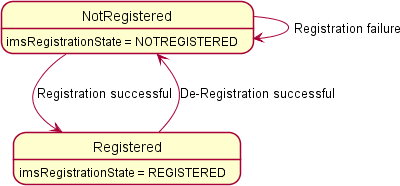 NotRegistered
imsRegistrationState = NOTREGISTERED
Registration failure
Registration successful
De-Registration successful
Registered
imsRegistrationState = REGISTERED